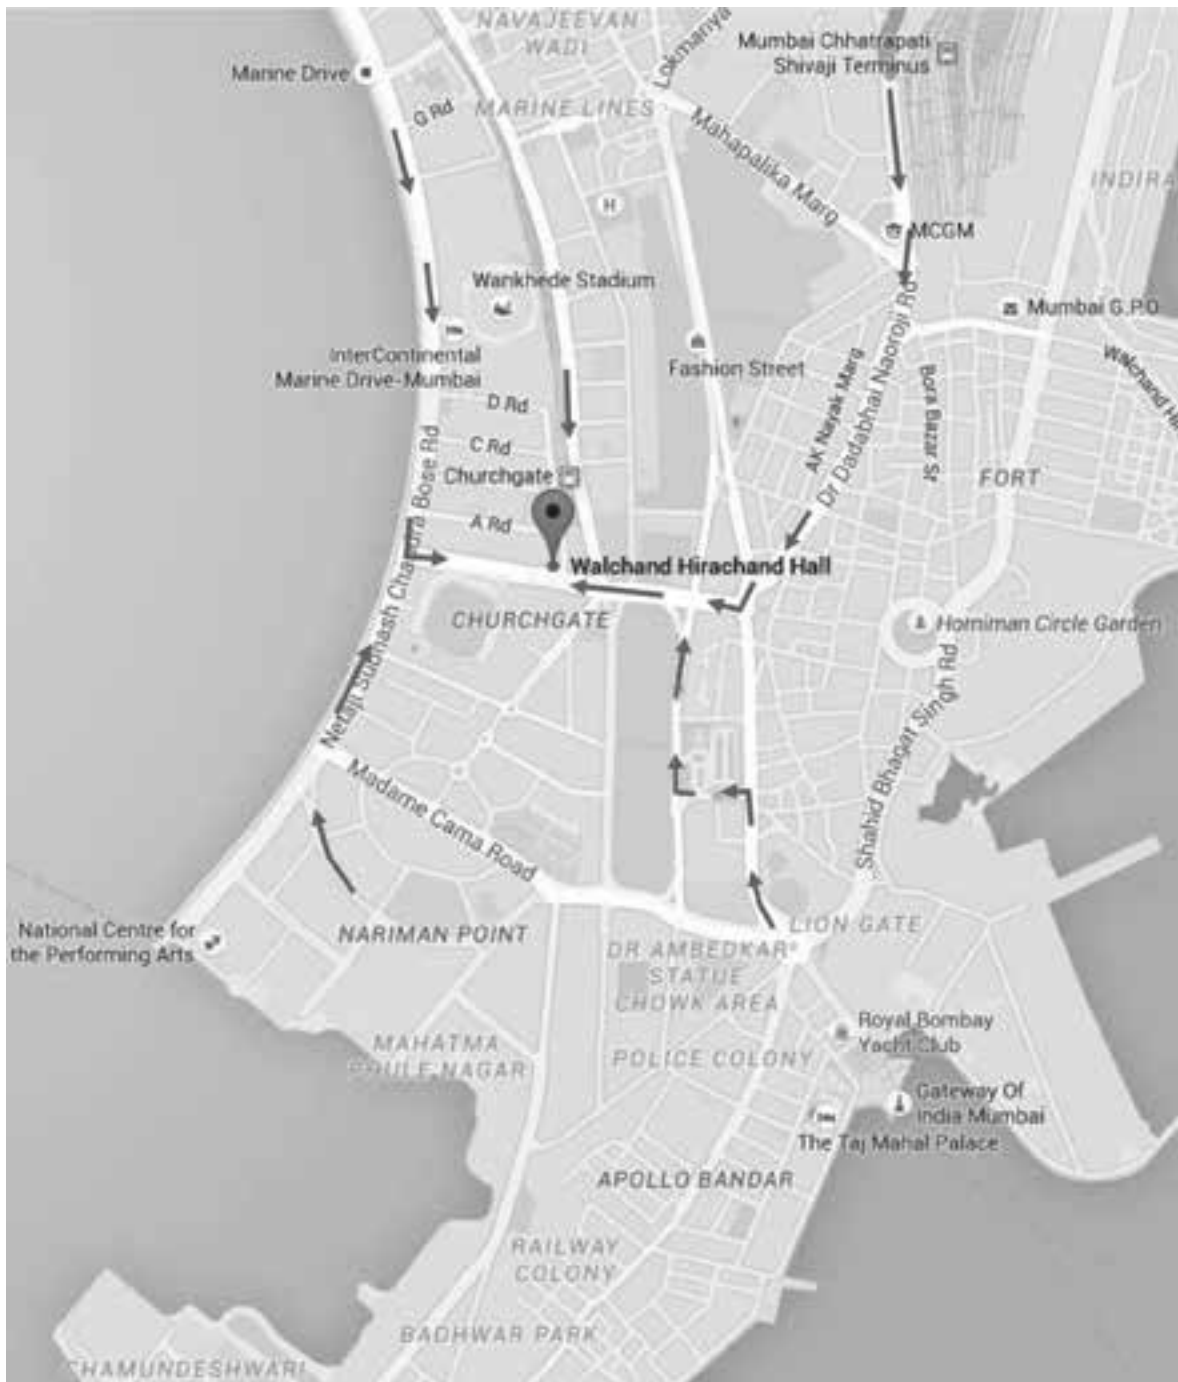 NAVAJEEVAN
WADI
Lokmanya
Mumbai Chhatrapati
Shivaji Terminus
Marine Drive
G Rd
MARINE LINES
Mahapalika Marg
INDIRA
H
MCGM
Wankhede Stadium
Mumbai G.P.O.
InterContinental
Marine Drive-Mumbai
Fashion Street
Walchand Hi
D Rd
AK Nayak Marg
Dr Dadabhai Naoroji Rd
Bora Bazar St
C Rd
Churchgate
FORT
A Rd
Netaji Subhash Chandra Bose Rd
Walchand Hirachand Hall
CHURCHGATE
Horniman Circle Garden
Shahid Bhagat Singh Rd
Madame Cama Road
National Centre for
the Performing Arts
NARIMAN POINT
LION GATE
DR AMBEDKAR
STATUE
CHOWK AREA
MAHATMA
PHULE NAGAR
POLICE COLONY
Royal Bombay
Yacht Club
Gateway Of
India Mumbai
The Taj Mahal Palace
APOLLO BANDAR
RAILWAY
COLONY
BADHWAR PARK
CHAMUNDESHWARI